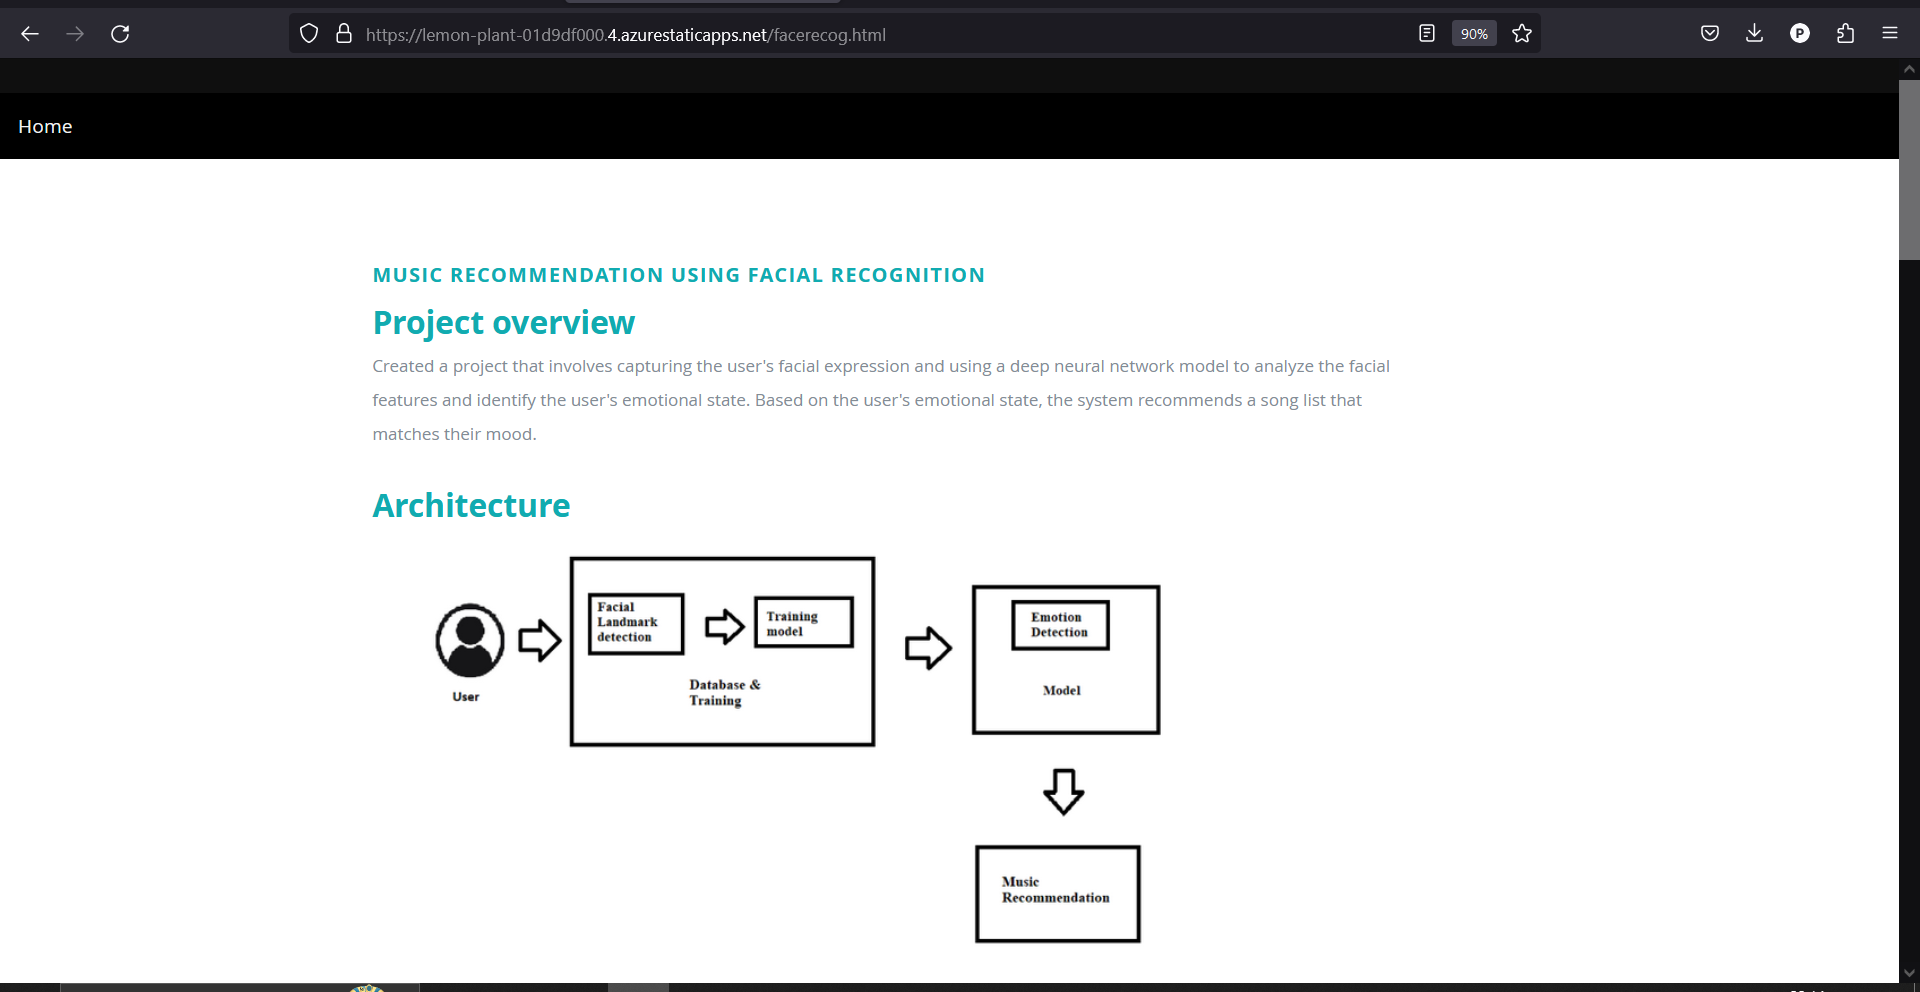 https://lemon-plant-01d9df000.4.azurestaticapps.net/facerecog.html
90%
P
Home
MUSIC RECOMMENDATION USING FACIAL RECOGNITION
Project overview
Created a project that involves capturing the user's facial expression and using a deep neural network model to analyze the facial
features and identify the user's emotional state. Based on the user's emotional state, the system recommends a song list that
matches their mood.
Architecture
User
Facial
Landmark
detection
Training
model
Database &
Training
Emotion
Detection
Model
Music
Recommendation